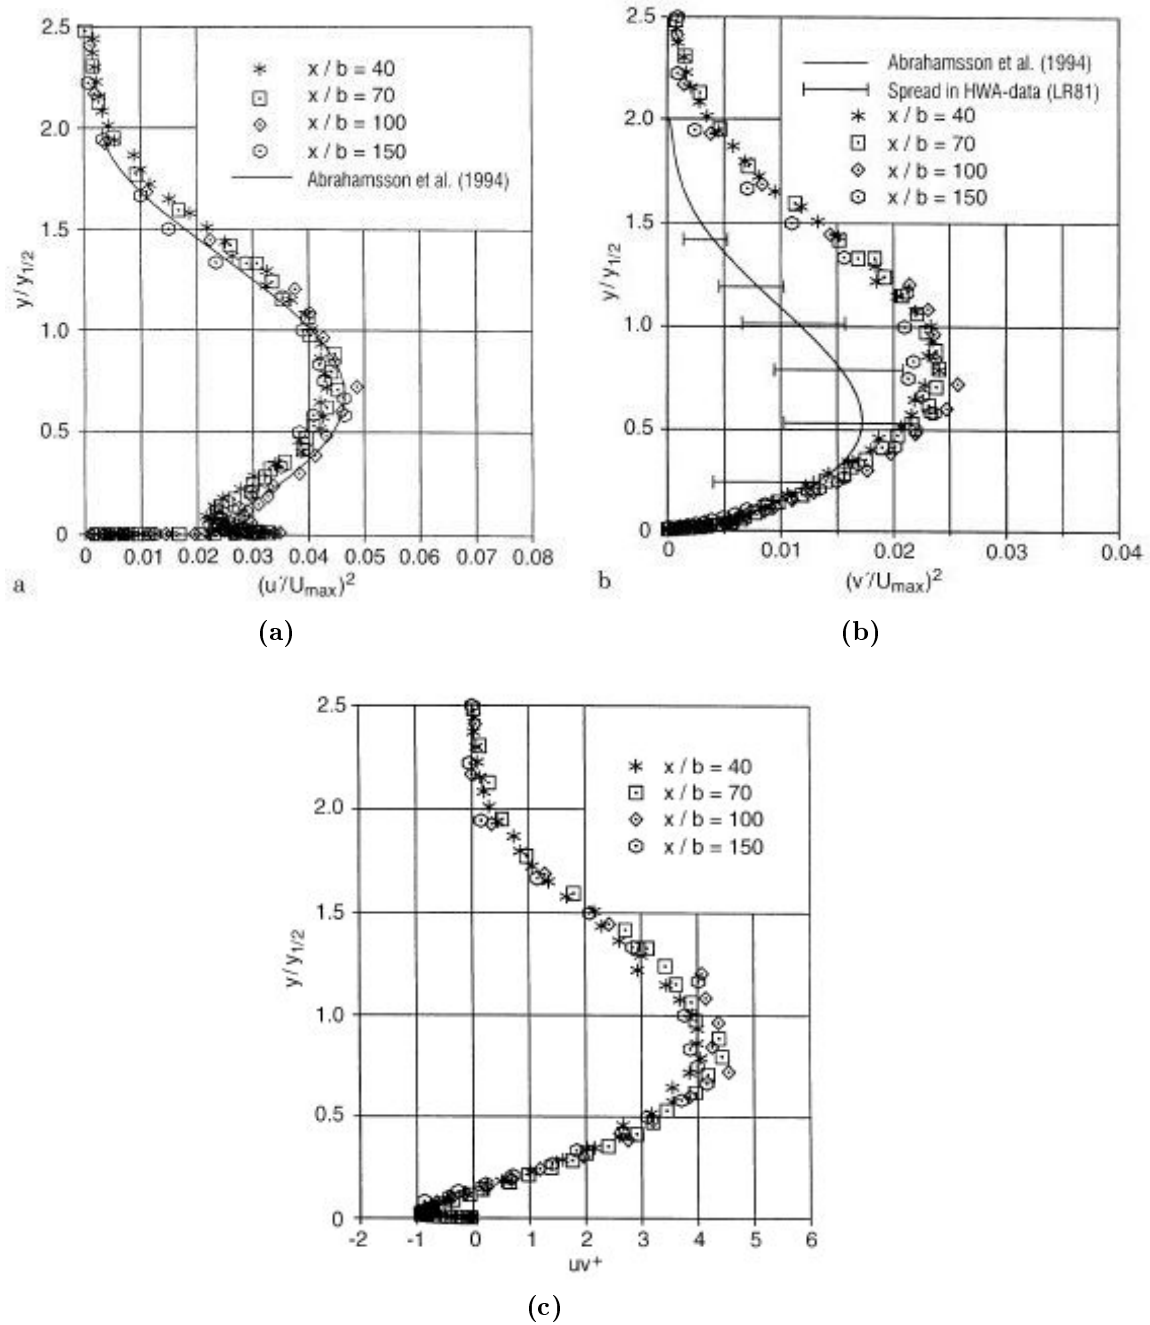 2.5
2.0
1.5
1.0
0.5
0
y/y1/2
x / b = 40
x / b = 70
x / b = 100
x / b = 150
Abrahamsson et al. (1994)
0 0.01 0.02 0.03 0.04 0.05 0.06 0.07 0.08
(u'/Umax)2
a
(a)
2.5
2.0
1.5
1.0
0.5
0
y/y1/2
Abrahamsson et al. (1994)
Spread in HWA-data (LR81)
x / b = 40
x / b = 70
x / b = 100
x / b = 150
0 0.01 0.02 0.03 0.04
(v'/Umax)2
b
(b)
2.5
2.0
1.5
1.0
0.5
0
y/y1/2
x / b = 40
x / b = 70
x / b = 100
x / b = 150
-2 -1 0 1 2 3 4 5 6
uv+
(c)